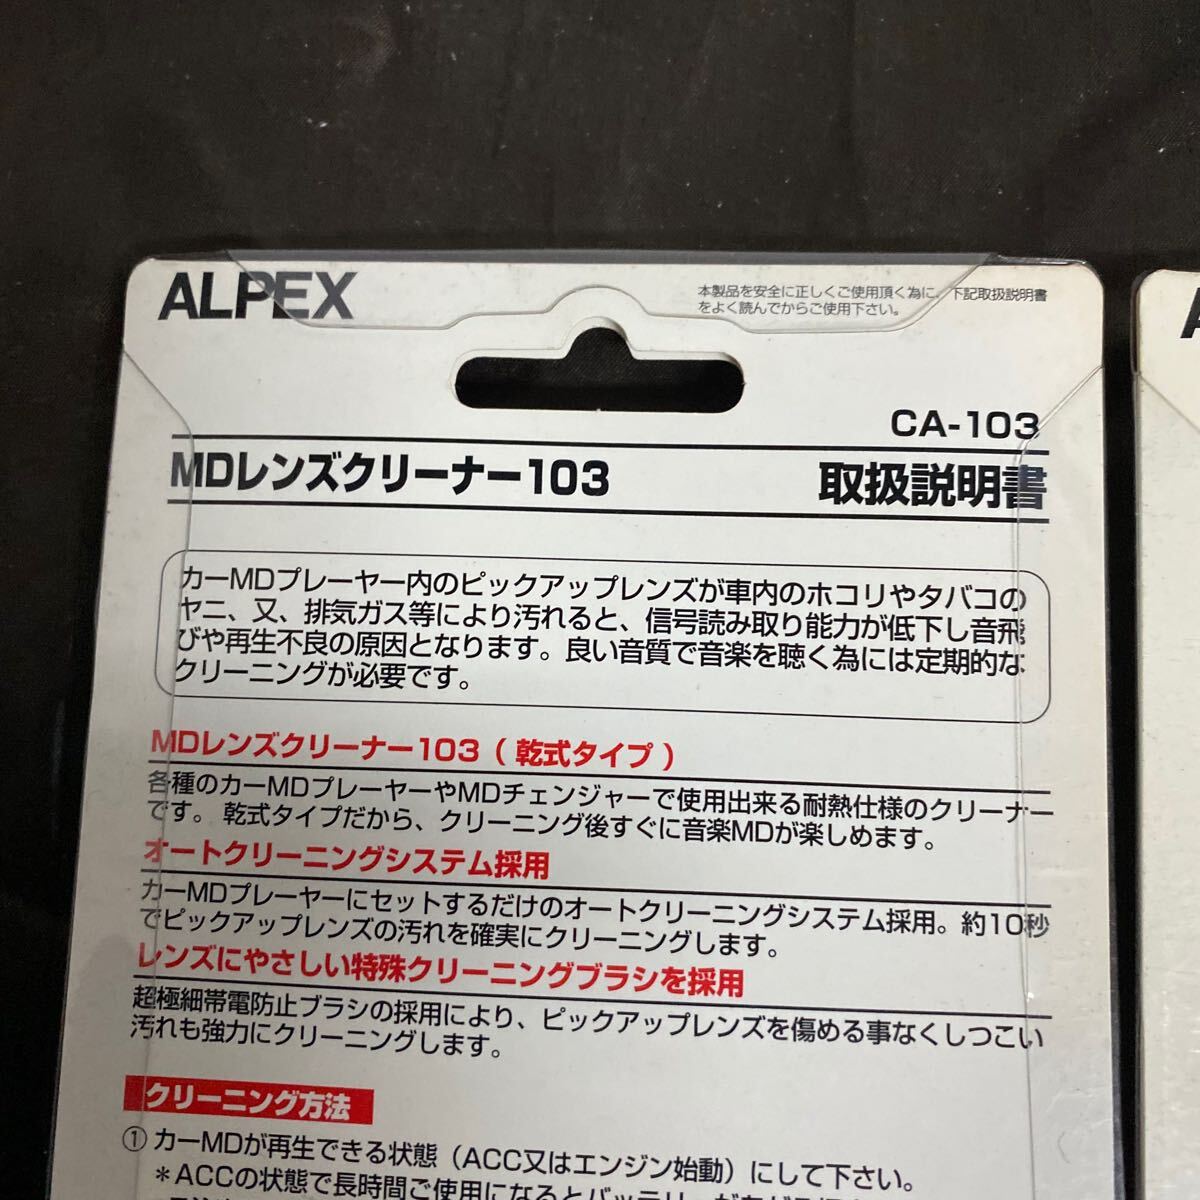 ALPEX
本製品を安全に正しくご使用頂く為に、下記取扱説明書
をよく読んでからご使用下さい。
CA-103
MDレンズクリーナー103 取扱説明書
カーMDプレーヤー内のピックアップレンズが車内のホコリやタバコの
ヤニ、又、排気ガス等により汚れると、信号読み取り能力が低下し音飛
びや再生不良の原因となります。良い音質で音楽を聴く為には定期的な
クリーニングが必要です。
MDレンズクリーナー103（乾式タイプ）
各種のカーMDプレーヤーやMDチェンジャーで使用出来る耐熱仕様のクリーナー
です。乾式タイプだから、クリーニング後すぐに音楽MDが楽しめます。
オートクリーニングシステム採用
カーMDプレーヤーにセットするだけのオートクリーニングシステム採用。約10秒
でピックアップレンズの汚れを確実にクリーニングします。
レンズにやさしい特殊クリーニングブラシを採用
超極細帯電防止ブラシの採用により、ピックアップレンズを傷める事なくしつこい
汚れも強力にクリーニングします。
クリーニング方法
① カーMDが再生できる状態（ACC又はエンジン始動）にして下さい。
＊ACCの状態で長時間ご使用になるとバッテリーが